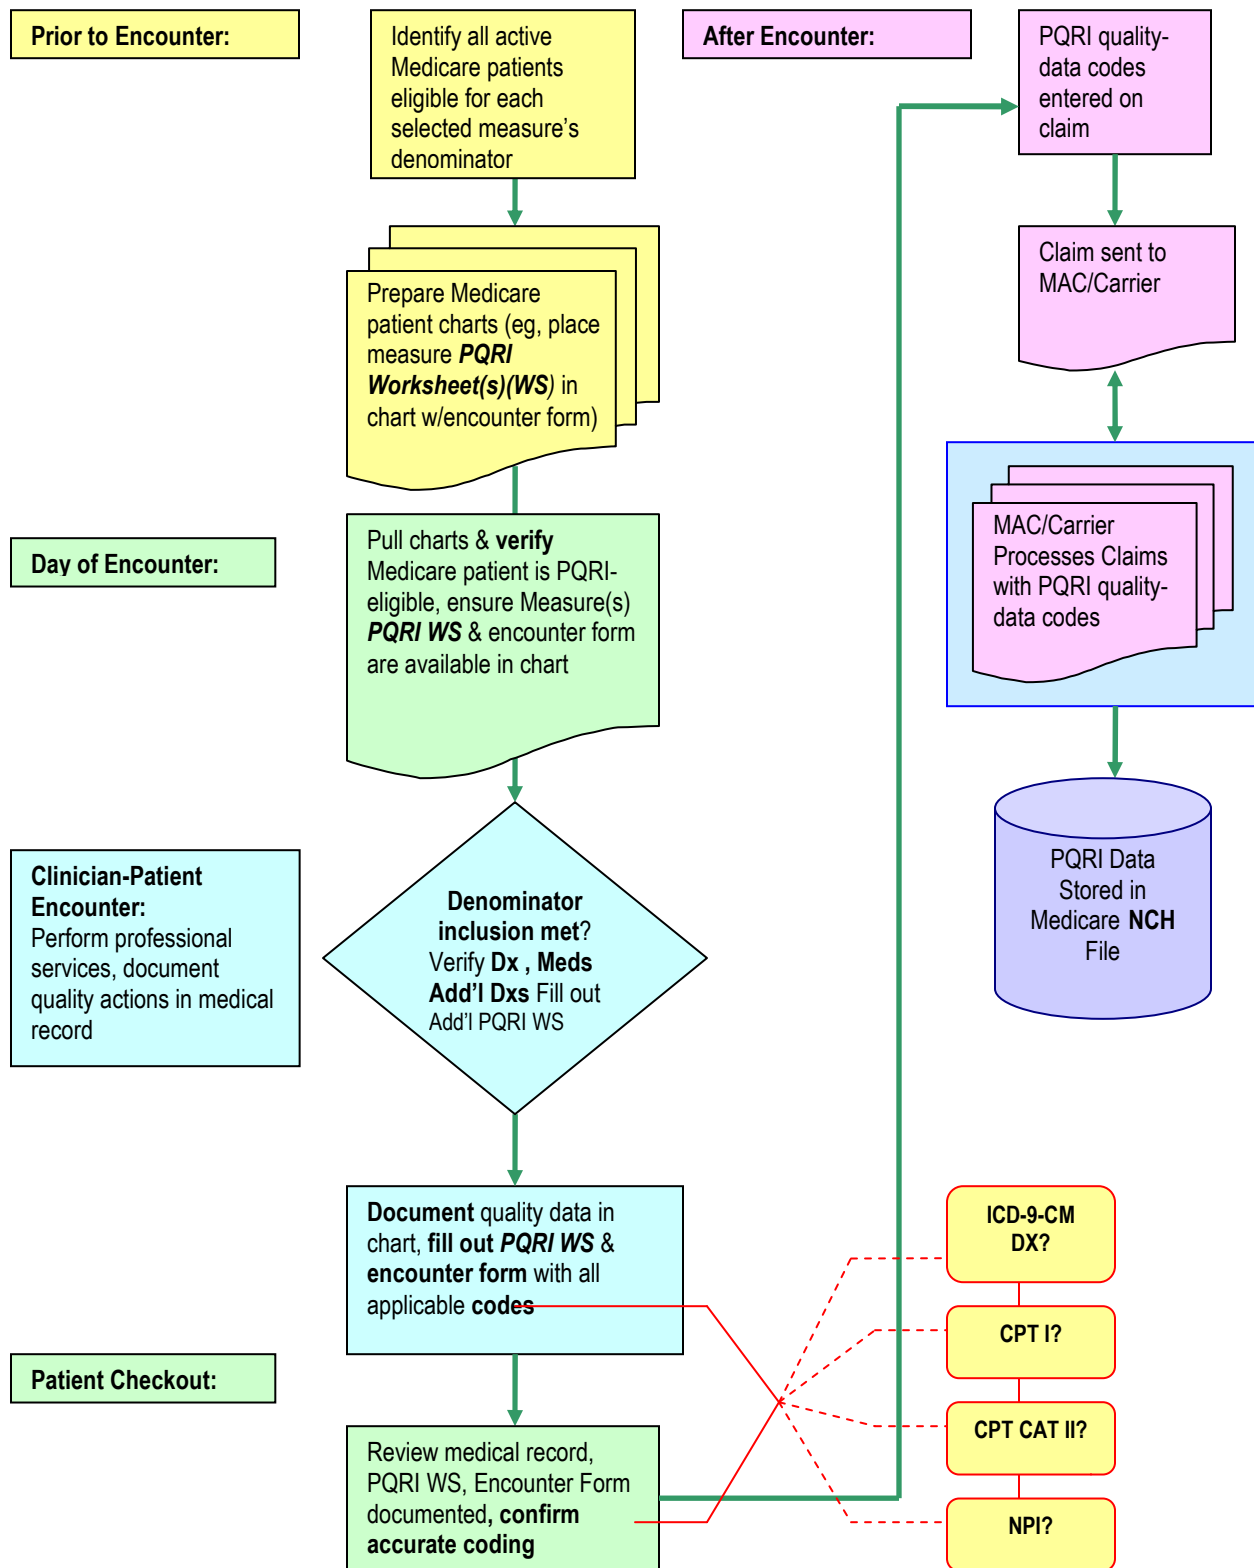 Prior to Encounter:
Identify all active
Medicare patients
eligible for each
selected measure's
denominator
Prepare Medicare
patient charts (eg, place
measure PQRI
Worksheet(s)(WS) in
chart w/encounter form)
Day of Encounter:
Pull charts & verify
Medicare patient is PQRI-
eligible, ensure Measure(s)
PQRI WS & encounter form
are available in chart
Clinician-Patient
Encounter:
Perform professional
services, document
quality actions in medical
record
Denominator
inclusion met?
Verify Dx , Meds
Add'l Dxs Fill out
Add'l PQRI WS
Document quality data in
chart, fill out PQRI WS &
encounter form with all
applicable codes
Patient Checkout:
Review medical record,
PQRI WS, Encounter Form
documented, confirm
accurate coding
After Encounter:
PQRI quality-
data codes
entered on
claim
Claim sent to
MAC/Carrier
MAC/Carrier
Processes Claims
with PQRI quality-
data codes
PQRI Data
Stored in
Medicare NCH
File
ICD-9-CM
DX?
CPT I?
CPT CAT II?
NPI?